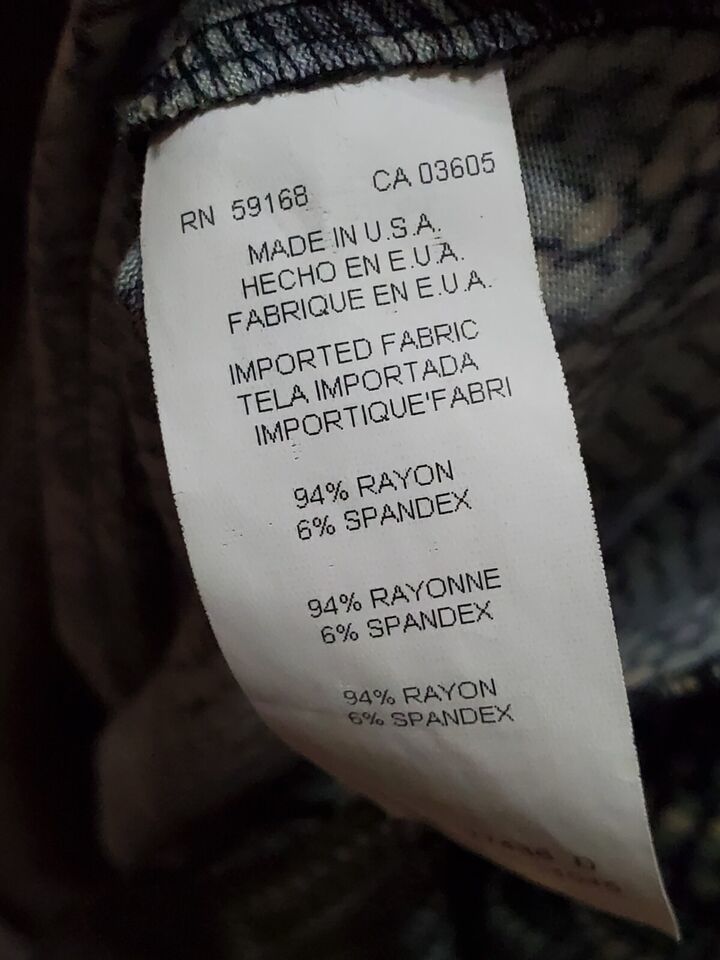 RN 59168 CA 03605
MADE IN U.S.A.
HECHO EN E.U.A.
FABRIQUE EN E.U.A.
IMPORTED FABRIC
TELA IMPORTADA
IMPORTIQUE'FABRI
94% RAYON
6% SPANDEX
94% RAYONNE
6% SPANDEX
94% RAYON
6% SPANDEX